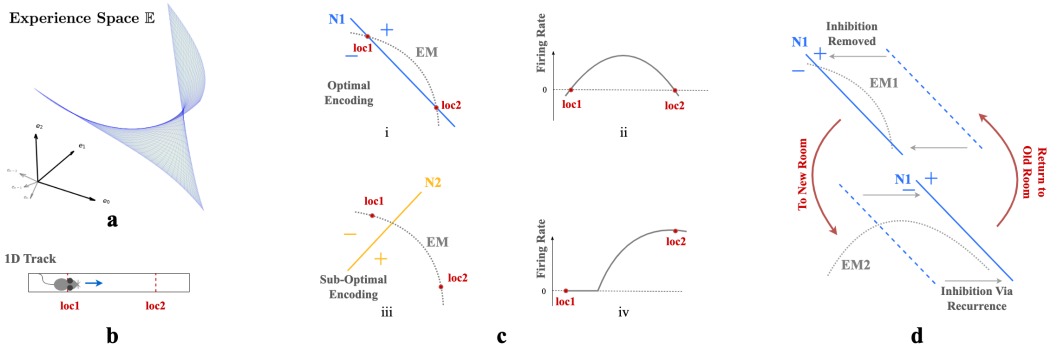 Experience Space 𝔼
e₂
e₁
e₀
a
1D Track
loc1
loc2
b
N1
+
−
loc1
EM
Optimal
Encoding
loc2
i
Firing Rate
0
loc1
loc2
ii
N2
loc1
−
EM
+
loc2
Sub-Optimal
Encoding
iii
Firing Rate
loc2
0
loc1
iv
c
Inhibition
Removed
N1
+
−
EM1
To New Room
Return to
Old Room
N1
+
−
EM2
Inhibition Via
Recurrence
d